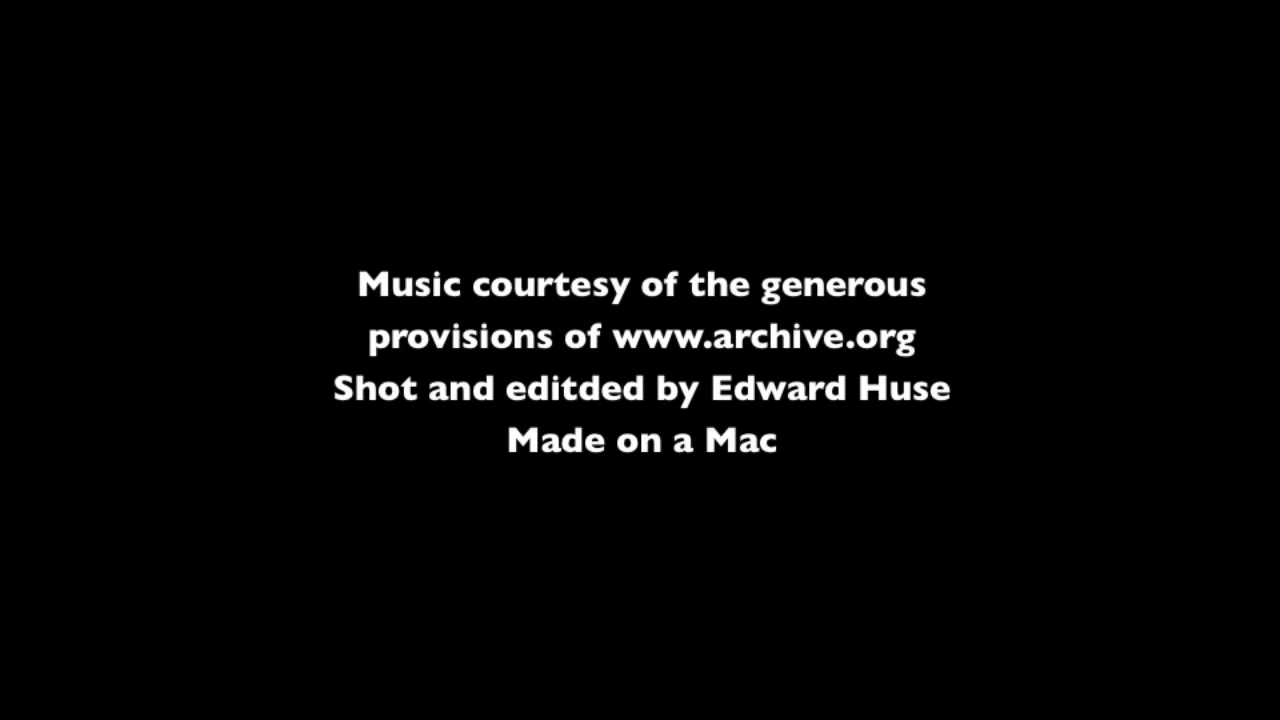 Music courtesy of the generous
provisions of www.archive.org
Shot and editded by Edward Huse
Made on a Mac